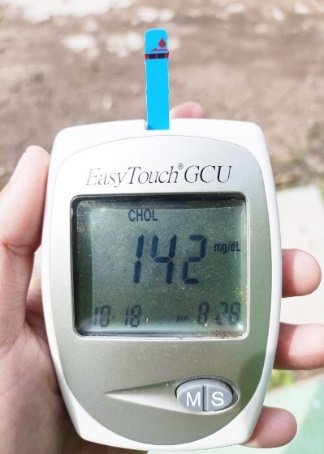 EasyTouch® GCU
CHOL
142 mg/dL
10-18 8:26
M S